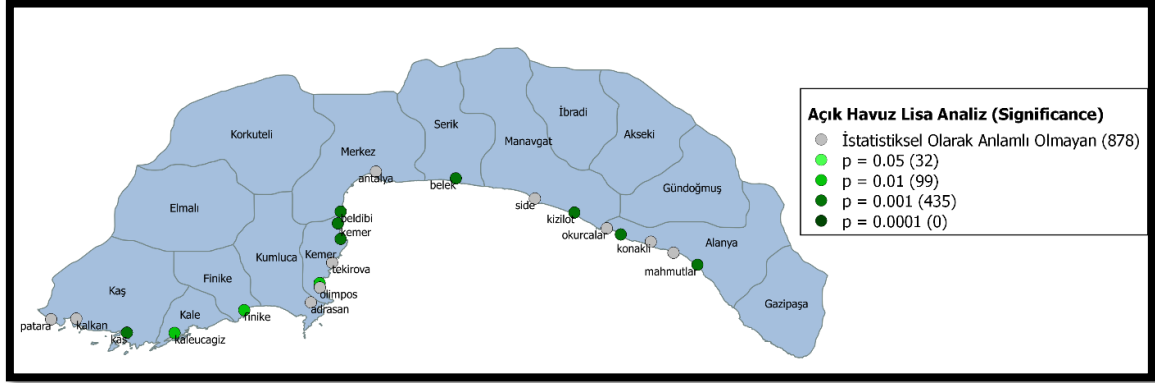 Açık Havuz Lisa Analiz (Significance)
İstatistiksel Olarak Anlamlı Olmayan (878)
p = 0.05 (32)
p = 0.01 (99)
p = 0.001 (435)
p = 0.0001 (0)
Korkuteli
Merkez
Serik
Manavgat
İbradi
Akseki
Gündoğmuş
Elmalı
Kumluca
Kemer
Alanya
Gazipaşa
Kaş
Finike
Kale
antalya
belek
side
kizilot
okurcalar
konakli
mahmutlar
beldibi
kemer
tekirova
olimpos
adrasan
finike
kaleucagiz
Kaş
kalkan
patara